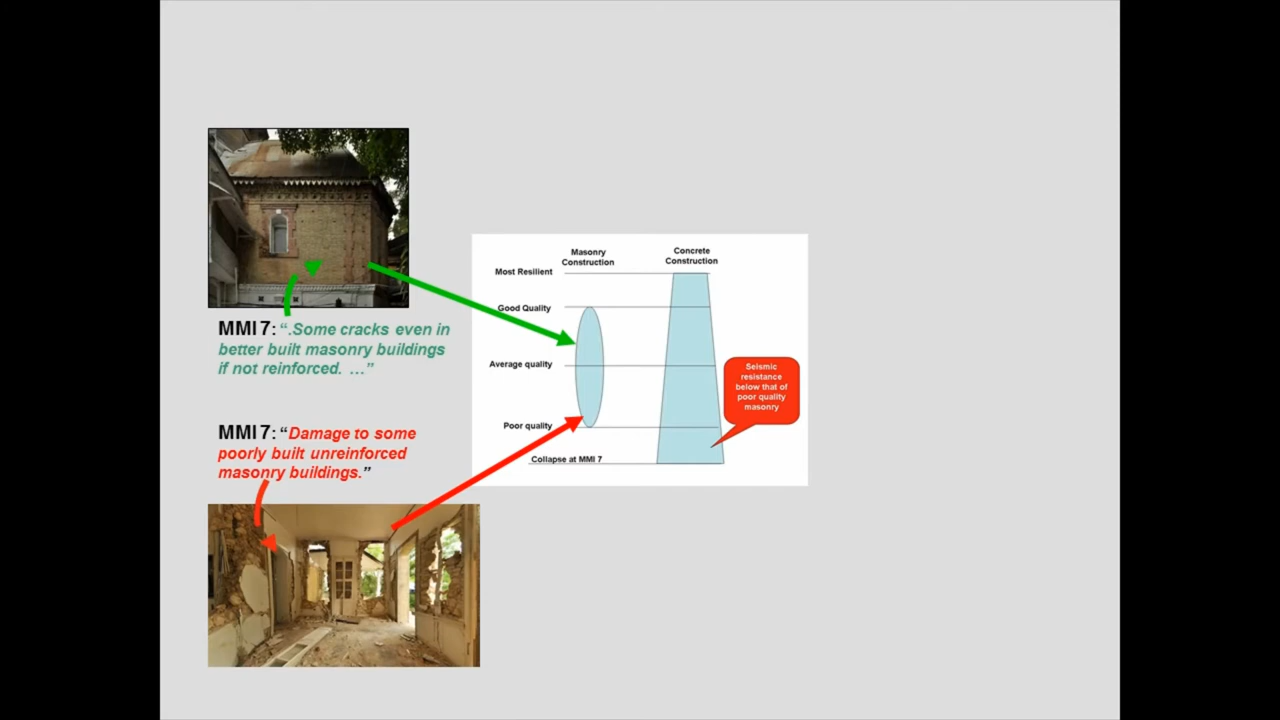 MMI 7: “.Some cracks even in
better built masonry buildings
if not reinforced. …”
MMI 7: “Damage to some
poorly built unreinforced
masonry buildings.”
Masonry
Construction
Concrete
Construction
Most Resilient
Good Quality
Average quality
Poor quality
Collapse at MMI 7
Seismic
resistance
below that of
poor quality
masonry